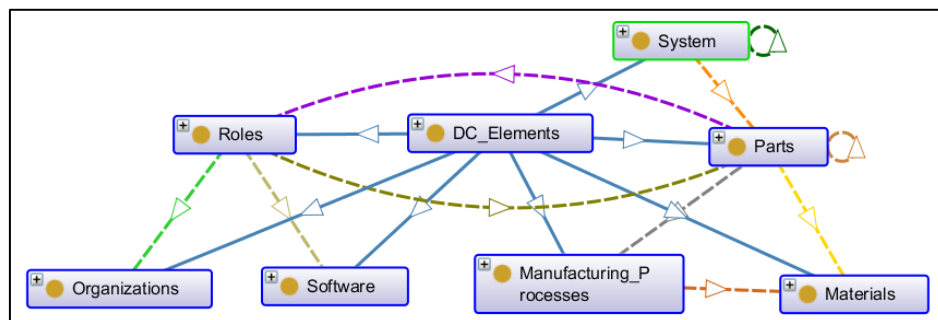 System
Roles
DC_Elements
Parts
Organizations
Software
Manufacturing_P
rocesses
Materials